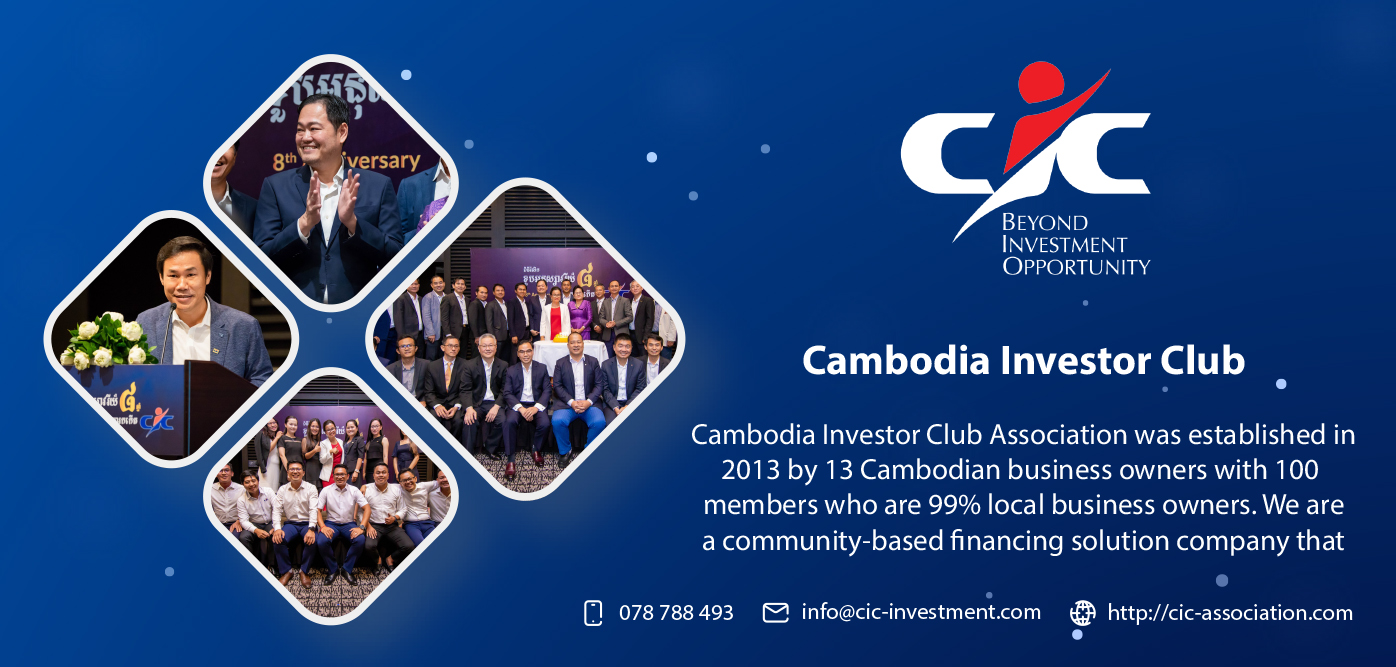 8th
CIC
BEYOND
INVESTMENT
OPPORTUNITY
Cambodia Investor Club
Cambodia Investor Club Association was established in
2013 by 13 Cambodian business owners with 100
members who are 99% local business owners. We are
a community-based financing solution company that
078 788 493
info@cic-investment.com
http://cic-association.com